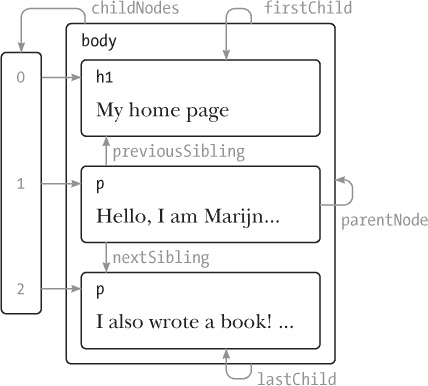 childNodes
firstChild
body
0
h1
My home page
previousSibling
1
p
Hello, I am Marijn...
parentNode
nextSibling
2
p
I also wrote a book! ...
lastChild